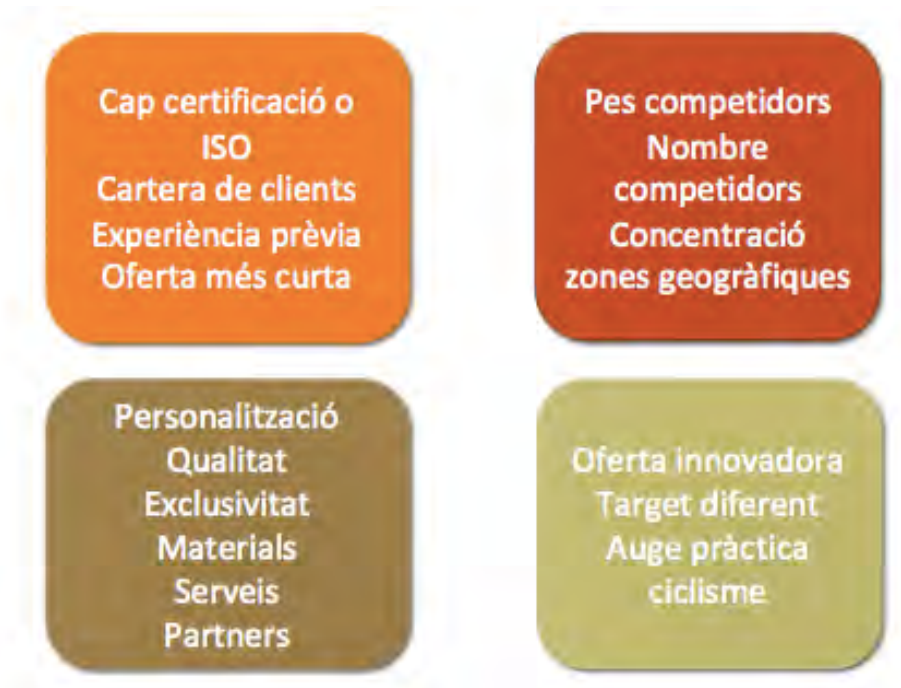 Cap certificació o
ISO
Cartera de clients
Experiència prèvia
Oferta més curta
Pes competidors
Nombre
competidors
Concentració
zones geogràfiques
Personalització
Qualitat
Exclusivitat
Materials
Serveis
Partners
Oferta innovadora
Target diferent
Auge pràctica
ciclisme